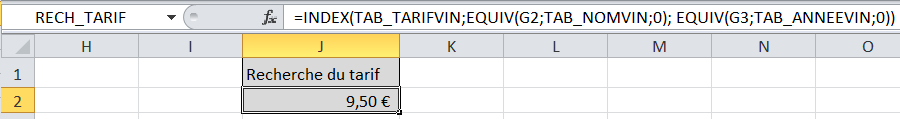 RECH_TARIF fx =INDEX(TAB_TARIFVIN;EQUIV(G2;TAB_NOMVIN;0); EQUIV(G3;TAB_ANNEEVIN;0))
H I J K L M N O
1 Recherche du tarif
2 9,50 €